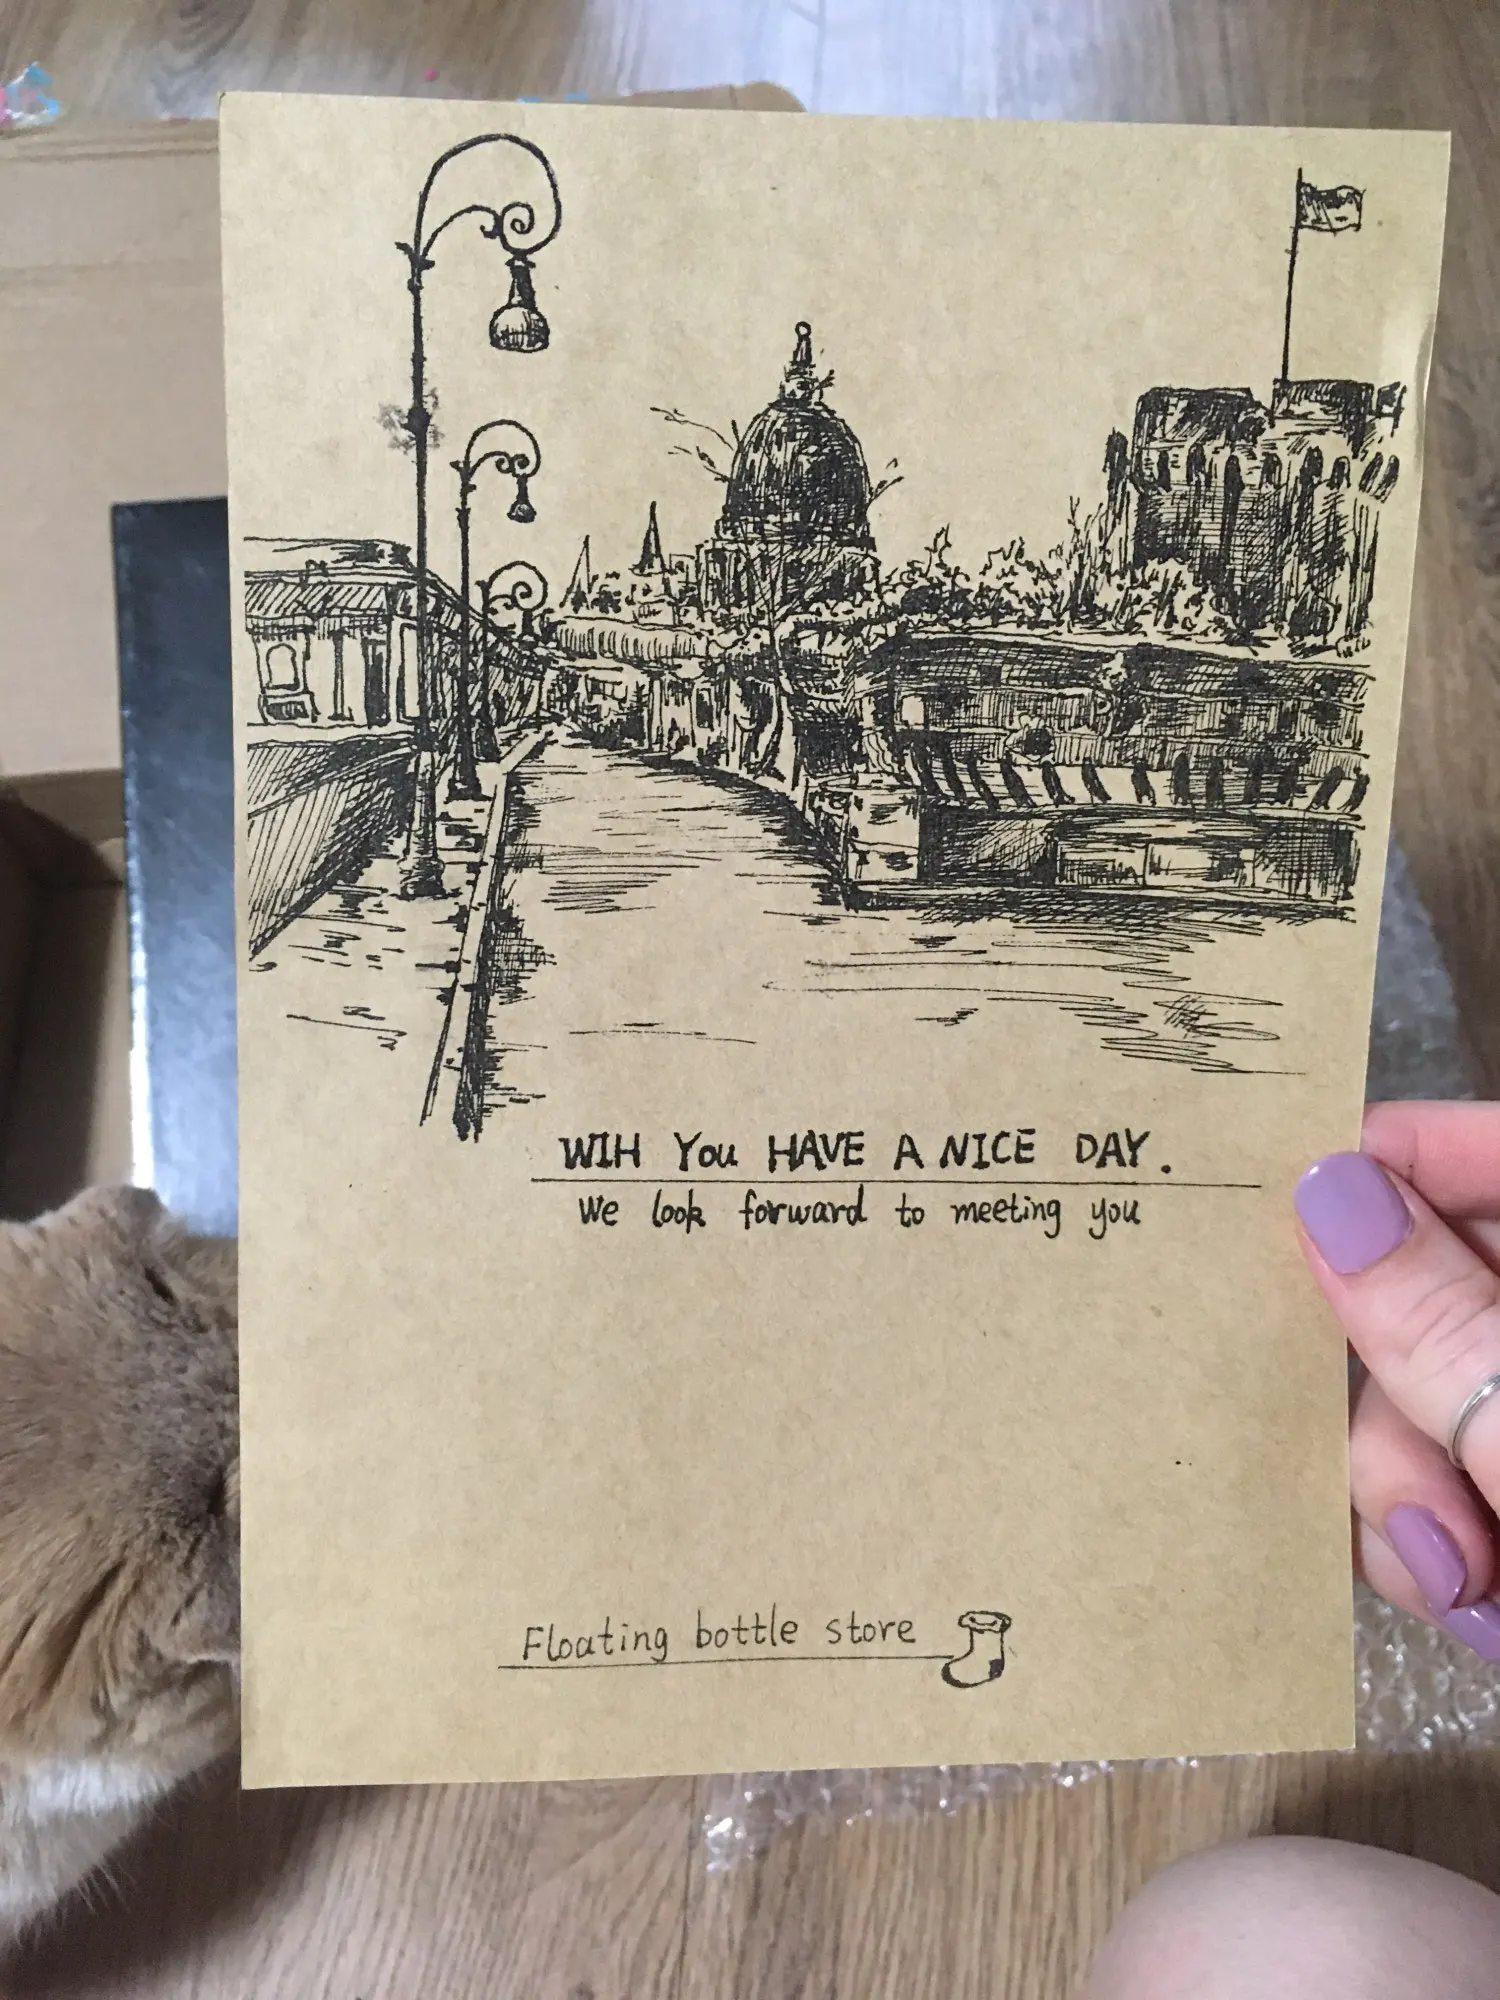 WIH You HAVE A NICE DAY.
We look forward to meeting you
Floating bottle store